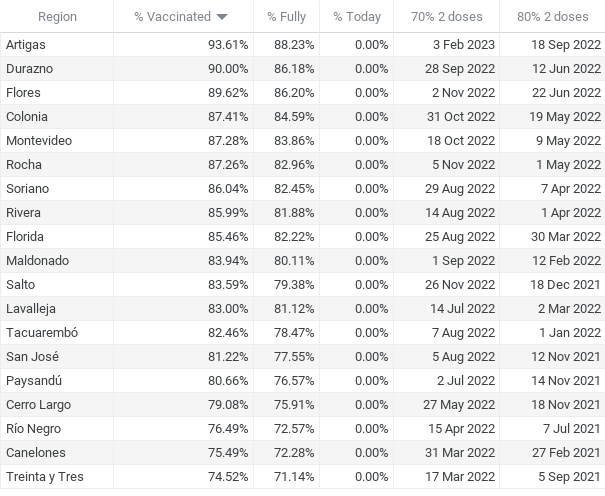 Region % Vaccinated % Fully % Today 70% 2 doses 80% 2 doses
Artigas 93.61% 88.23% 0.00% 3 Feb 2023 18 Sep 2022
Durazno 90.00% 86.18% 0.00% 28 Sep 2022 12 Jun 2022
Flores 89.62% 86.20% 0.00% 2 Nov 2022 22 Jun 2022
Colonia 87.41% 84.59% 0.00% 31 Oct 2022 19 May 2022
Montevideo 87.28% 83.86% 0.00% 18 Oct 2022 9 May 2022
Rocha 87.26% 82.96% 0.00% 5 Nov 2022 1 May 2022
Soriano 86.04% 82.45% 0.00% 29 Aug 2022 7 Apr 2022
Rivera 85.99% 81.88% 0.00% 14 Aug 2022 1 Apr 2022
Florida 85.46% 82.22% 0.00% 25 Aug 2022 30 Mar 2022
Maldonado 83.94% 80.11% 0.00% 1 Sep 2022 12 Feb 2022
Salto 83.59% 79.38% 0.00% 26 Nov 2022 18 Dec 2021
Lavalleja 83.00% 81.12% 0.00% 14 Jul 2022 2 Mar 2022
Tacuarembó 82.46% 78.47% 0.00% 7 Aug 2022 1 Jan 2022
San José 81.22% 77.55% 0.00% 5 Aug 2022 12 Nov 2021
Paysandú 80.66% 76.57% 0.00% 2 Jul 2022 14 Nov 2021
Cerro Largo 79.08% 75.91% 0.00% 27 May 2022 18 Nov 2021
Río Negro 76.49% 72.57% 0.00% 15 Apr 2022 7 Jul 2021
Canelones 75.49% 72.28% 0.00% 31 Mar 2022 27 Feb 2021
Treinta y Tres 74.52% 71.14% 0.00% 17 Mar 2022 5 Sep 2021